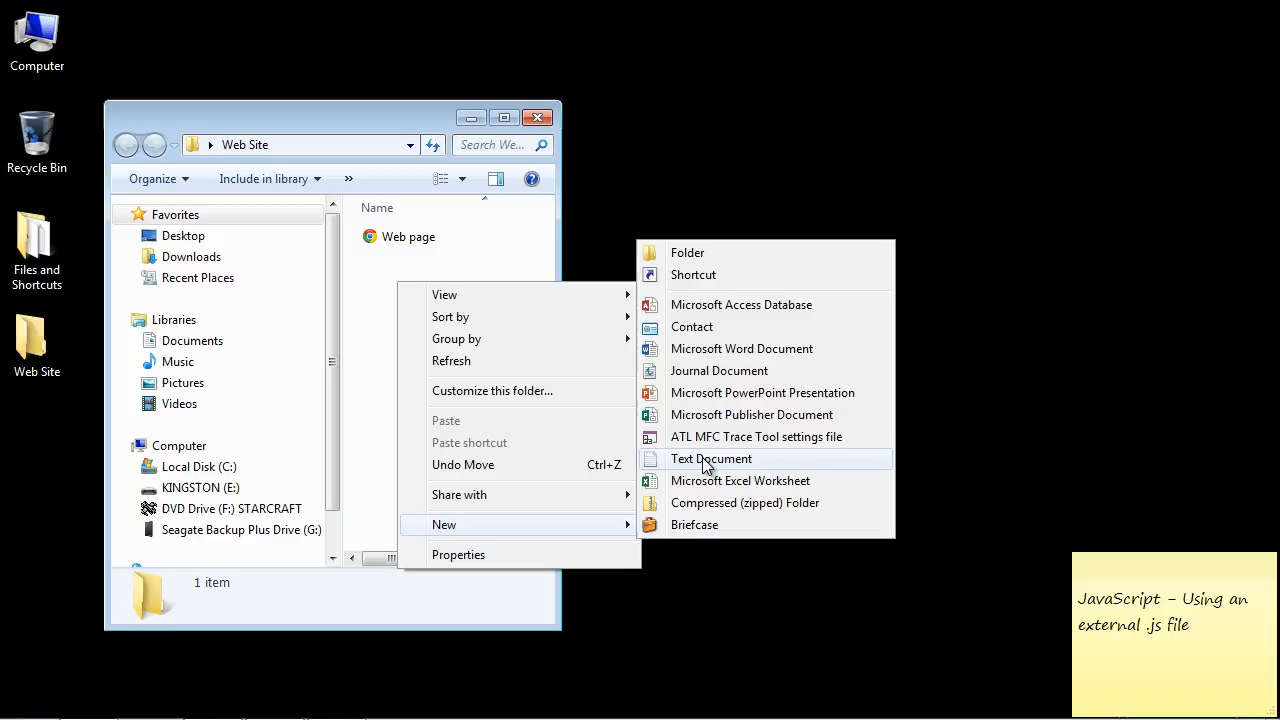 Computer
Recycle Bin
Files and
Shortcuts
Web Site
Web Site
Search We...
Organize
Include in library
»
Name
Favorites
Desktop
Downloads
Recent Places
Libraries
Documents
Music
Pictures
Videos
Computer
Local Disk (C:)
KINGSTON (E:)
DVD Drive (F:) STARCRAFT
Seagate Backup Plus Drive (G:)
Web page
1 item
View
Sort by
Group by
Refresh
Customize this folder...
Paste
Paste shortcut
Undo Move Ctrl+Z
Share with
New
Properties
Folder
Shortcut
Microsoft Access Database
Contact
Microsoft Word Document
Journal Document
Microsoft PowerPoint Presentation
Microsoft Publisher Document
ATL MFC Trace Tool settings file
Text Document
Microsoft Excel Worksheet
Compressed (zipped) Folder
Briefcase
JavaScript - Using an
external .js file